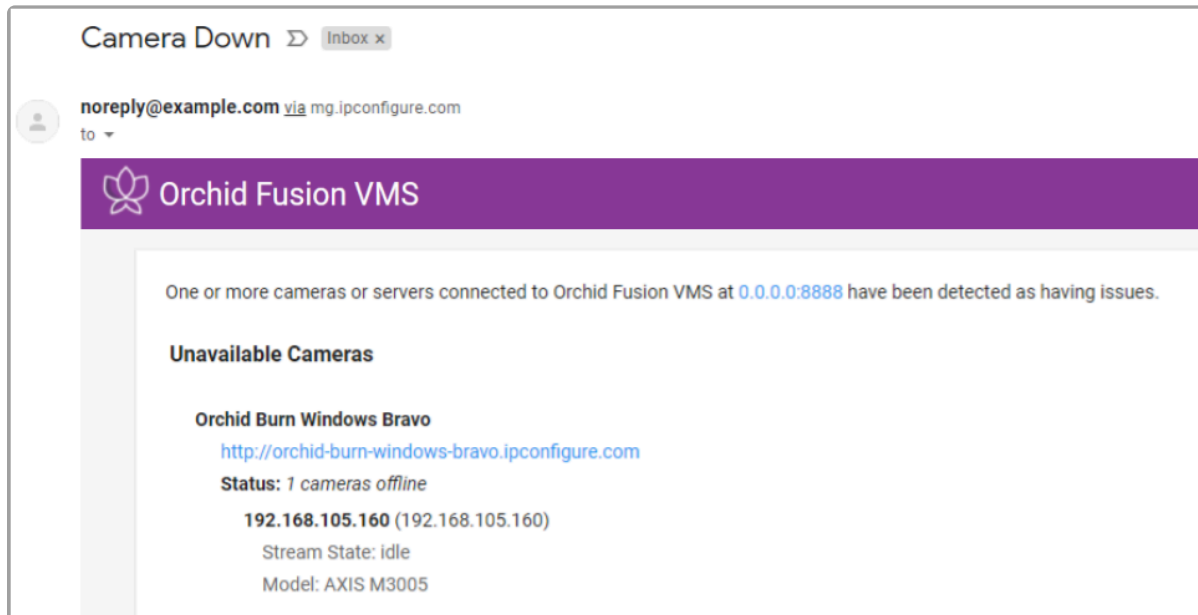 Camera Down Inbox x
noreply@example.com via mg.ipconfigure.com
to
Orchid Fusion VMS
One or more cameras or servers connected to Orchid Fusion VMS at 0.0.0.0:8888 have been detected as having issues.
Unavailable Cameras
Orchid Burn Windows Bravo
http://orchid-burn-windows-bravo.ipconfigure.com
Status: 1 cameras offline
192.168.105.160 (192.168.105.160)
Stream State: idle
Model: AXIS M3005